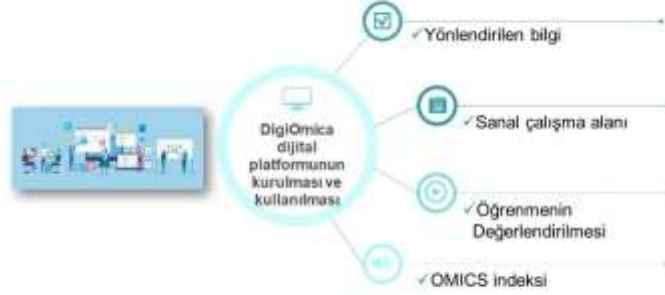 ✓Yönlendirilen bilgi
DigiOmica
dijital
platformunun
kurulması ve
kullanılması
✓Sanal çalışma alanı
✓Öğrenmenin
Değerlendirilmesi
✓OMICS indeksi